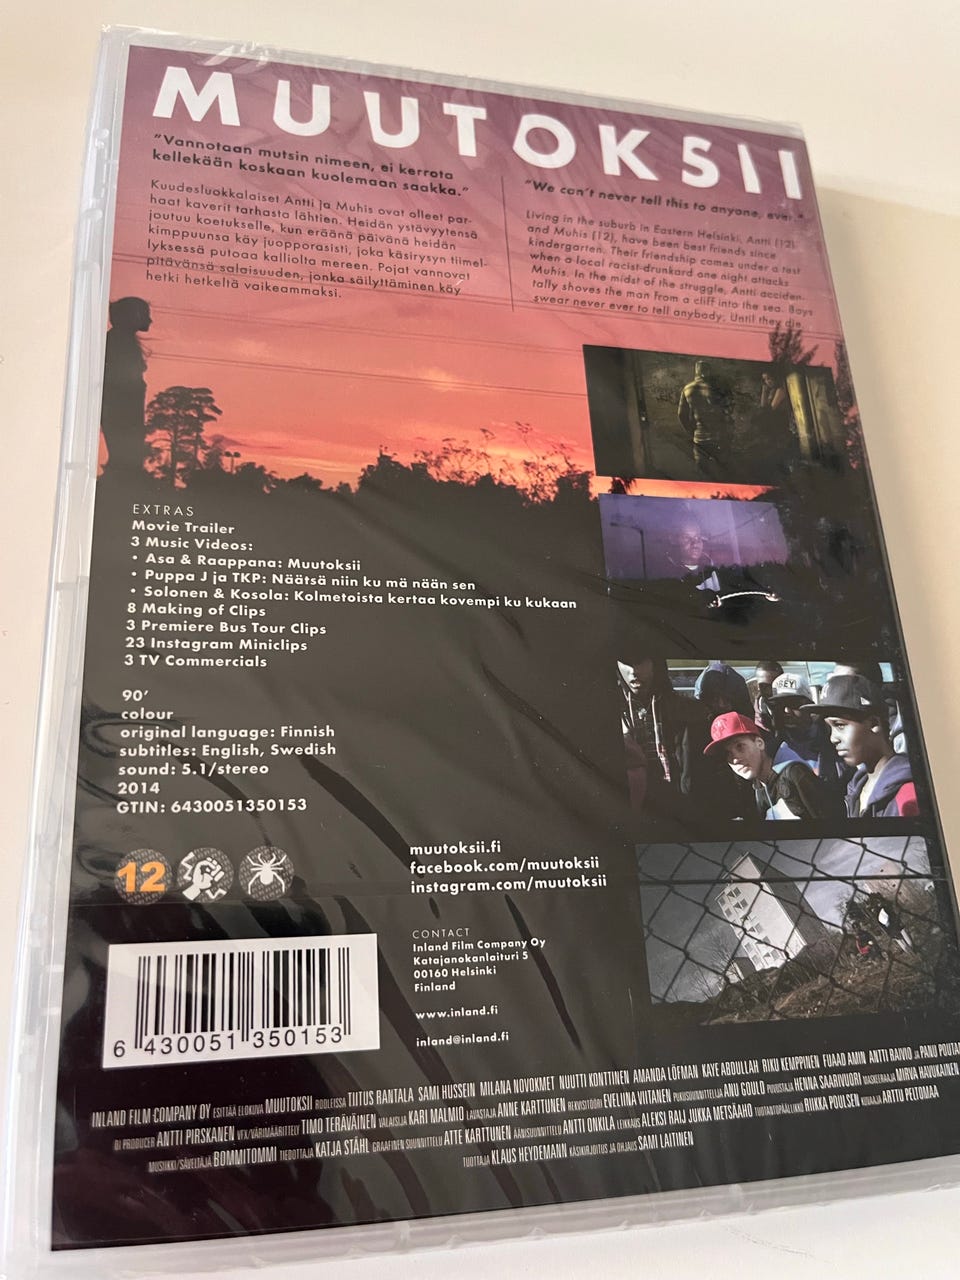 MUUTOKSII
"Vannotaan mutsin nimeen, ei kerrota
kellekään koskaan kuolemaan saakka."
Kuudesluokkalaiset Antti ja Muhis ovat olleet par-
haat kaverit tarhasta lähtien. Heidän ystävyytensä
joutuu koetukselle, kun eräänä päivänä heidän
kimppuunsa käy juopporasisti, joka käsirysyn tiimel-
lyksessä putoaa kalliolta mereen. Pojat vannovat
pitävänsä salaisuuden, jonka säilyttäminen käy
hetki hetkeltä vaikeammaksi.
"We can't never tell this to anyone, ever."
Living in the suburb in Eastern Helsinki, Antti (12)
and Muhis (12), have been best friends since
kindergarten. Their friendship comes under a test
when a local racist-drunkard one night attacks
Muhis. In the midst of the struggle, Antti acciden-
tally shoves the man from a cliff into the sea. Boys
swear never ever to tell anybody. Until they die.
EXTRAS
Movie Trailer
3 Music Videos:
• Asa & Raappana: Muutoksii
• Puppa J ja TKP: Näätsä niin ku mä nään sen
• Solonen & Kosola: Kolmetoista kertaa kovempi ku kukaan
8 Making of Clips
3 Premiere Bus Tour Clips
23 Instagram Miniclips
3 TV Commercials
90'
colour
original language: Finnish
subtitles: English, Swedish
sound: 5.1/stereo
2014
GTIN: 6430051350153
12
muutoksii.fi
facebook.com/muutoksii
instagram.com/muutoksii
CONTACT
Inland Film Company Oy
Katajanokanlaituri 5
00160 Helsinki
Finland
www.inland.fi
inland@inland.fi
6 430051 350153
OBEY
INLAND FILM COMPANY OY ESITTÄÄ ELOKUVA MUUTOKSII ROOLEISSA TIITUS RANTALA SAMI HUSSEIN MILANA NOVOKMET NUUTTI KONTTINEN AMANDA LÖFMAN KAYE ABDULLAH RIKU KEMPPINEN FUAAD AMIN ANTTI RAIVIO JA PANU POUTA
DI PRODUCER ANTTI PIRSKANEN VFX/VÄRIMÄÄRITTELY TIMO TERÄVÄINEN VALAISIJA KARI MALMIO LAVASTAJA ANNE KARTTUNEN REKVISITÖÖRI EVELIINA VIITANEN PUKUSUUNNITTELU ANU GOULD PUVUSTAJA HENNA SAARIVUORI MASKEERAAJA MIRVA HAVUKAINEN
MUSIIKKI/SÄVELTÄJÄ BOMMITOMMI TIEDOTTAJA KATJA STÅHL GRAAFINEN SUUNNITTELU ATTE KARTTUNEN ÄÄNISUUNNITTELU ANTTI ONKILA LEIKKAUS ALEKSI RAIJ JUKKA METSÄAHO TUOTANTOPÄÄLLIKKÖ RIIKKA POULSEN KUVAAJA ARTTU PELTOMAA
TUOTTAJA KLAUS HEYDEMANN KÄSIKIRJOITUS JA OHJAUS SAMI LAITINEN